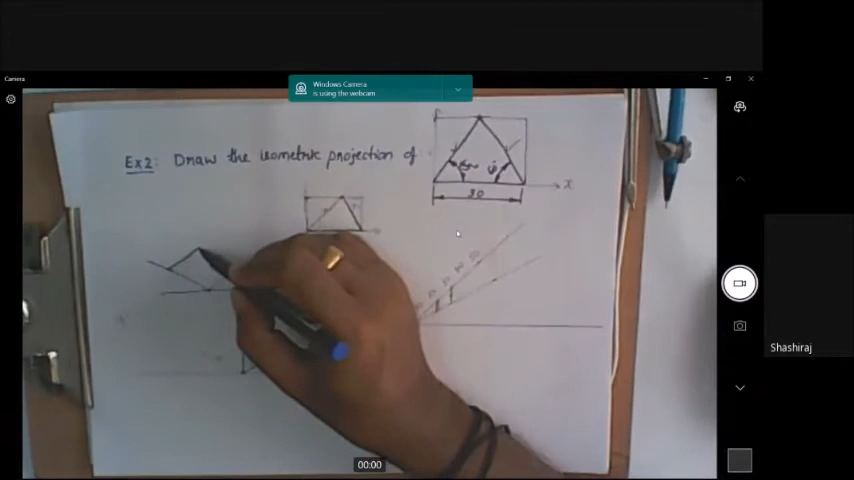 Camera
Windows Camera
is using the webcam
Ex2: Draw the isometric projection of
X
30
Shashiraj
00:00